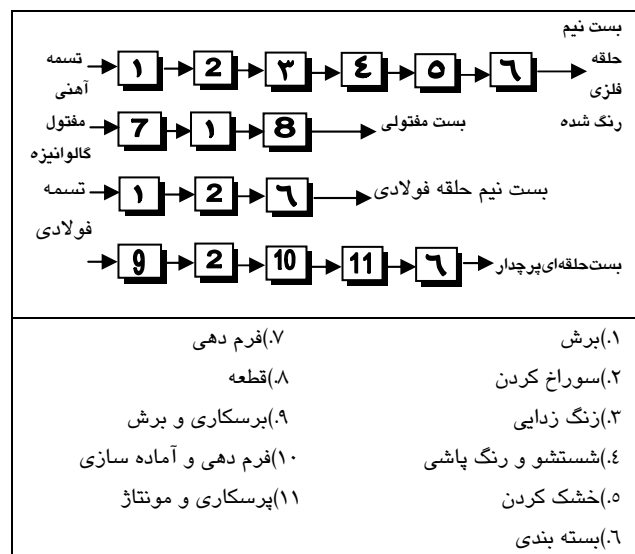 بست نیم
حلقه
فلزی
رنگ شده
تسمه
آهنی
۱ 2 ۳ ٤ ٥ ٦
مفتول
گالوانیزه
7 ۱ 8
بست مفتولی
تسمه
فولادی
۱ 2 ٦
بست نیم حلقه فولادی
9 2 10 11 ٦
بست‌حلقه‌ای‌پرچدار
۱.)برش
۲.)سوراخ کردن
۳.)زنگ زدایی
٤.)شستشو و رنگ پاشی
٥.)خشک کردن
٦.)بسته بندی
۷.)فرم دهی
۸.)قطعه
۹.)برسکاری و برش
۱۰)فرم دهی و آماده سازی
۱۱)پرسکاری و مونتاژ